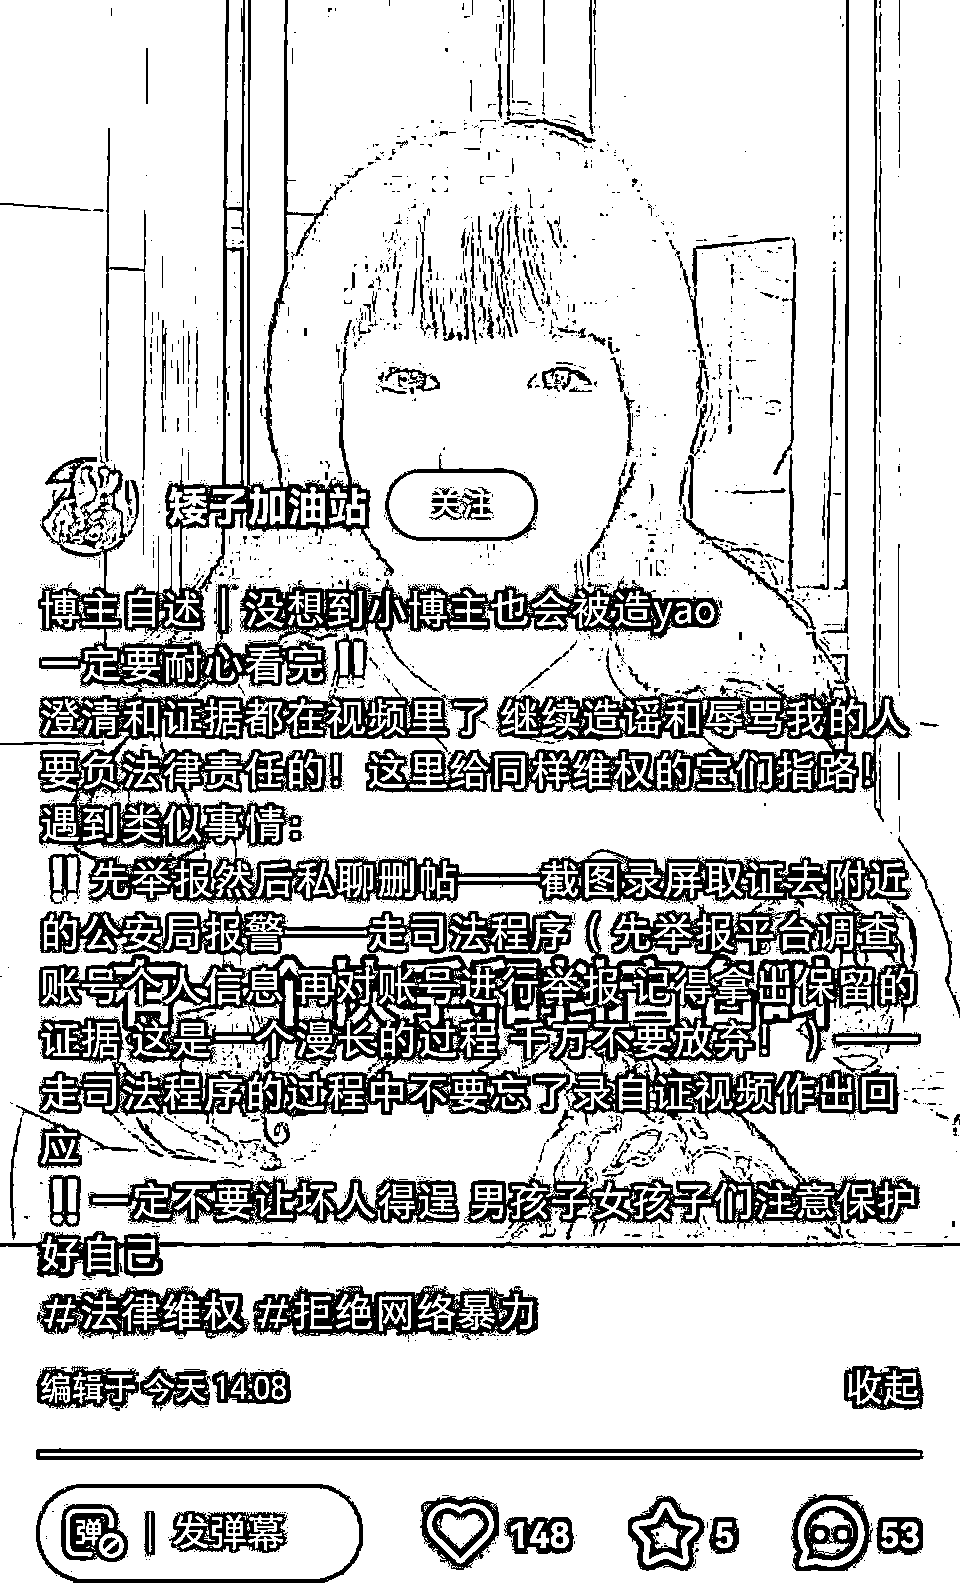 矮子加油站 关注
博主自述｜没想到小博主也会被造yao
一定要耐心看完‼️
澄清和证据都在视频里了 继续造谣和辱骂我的人
要负法律责任的！这里给同样维权的宝们指路！
遇到类似事情：
‼️先举报然后私聊删帖——截图录屏取证去附近
的公安局报警——走司法程序（先举报平台调查
账号个人信息 再对账号进行举报 记得拿出保留的
证据 这是一个漫长的过程 千万不要放弃！）——
走司法程序的过程中不要忘了录自证视频作出回
应
‼️一定不要让坏人得逞 男孩子女孩子们注意保护
好自己
#法律维权 #拒绝网络暴力
编辑于 今天 14:08 收起
弹 | 发弹幕 148 5 53